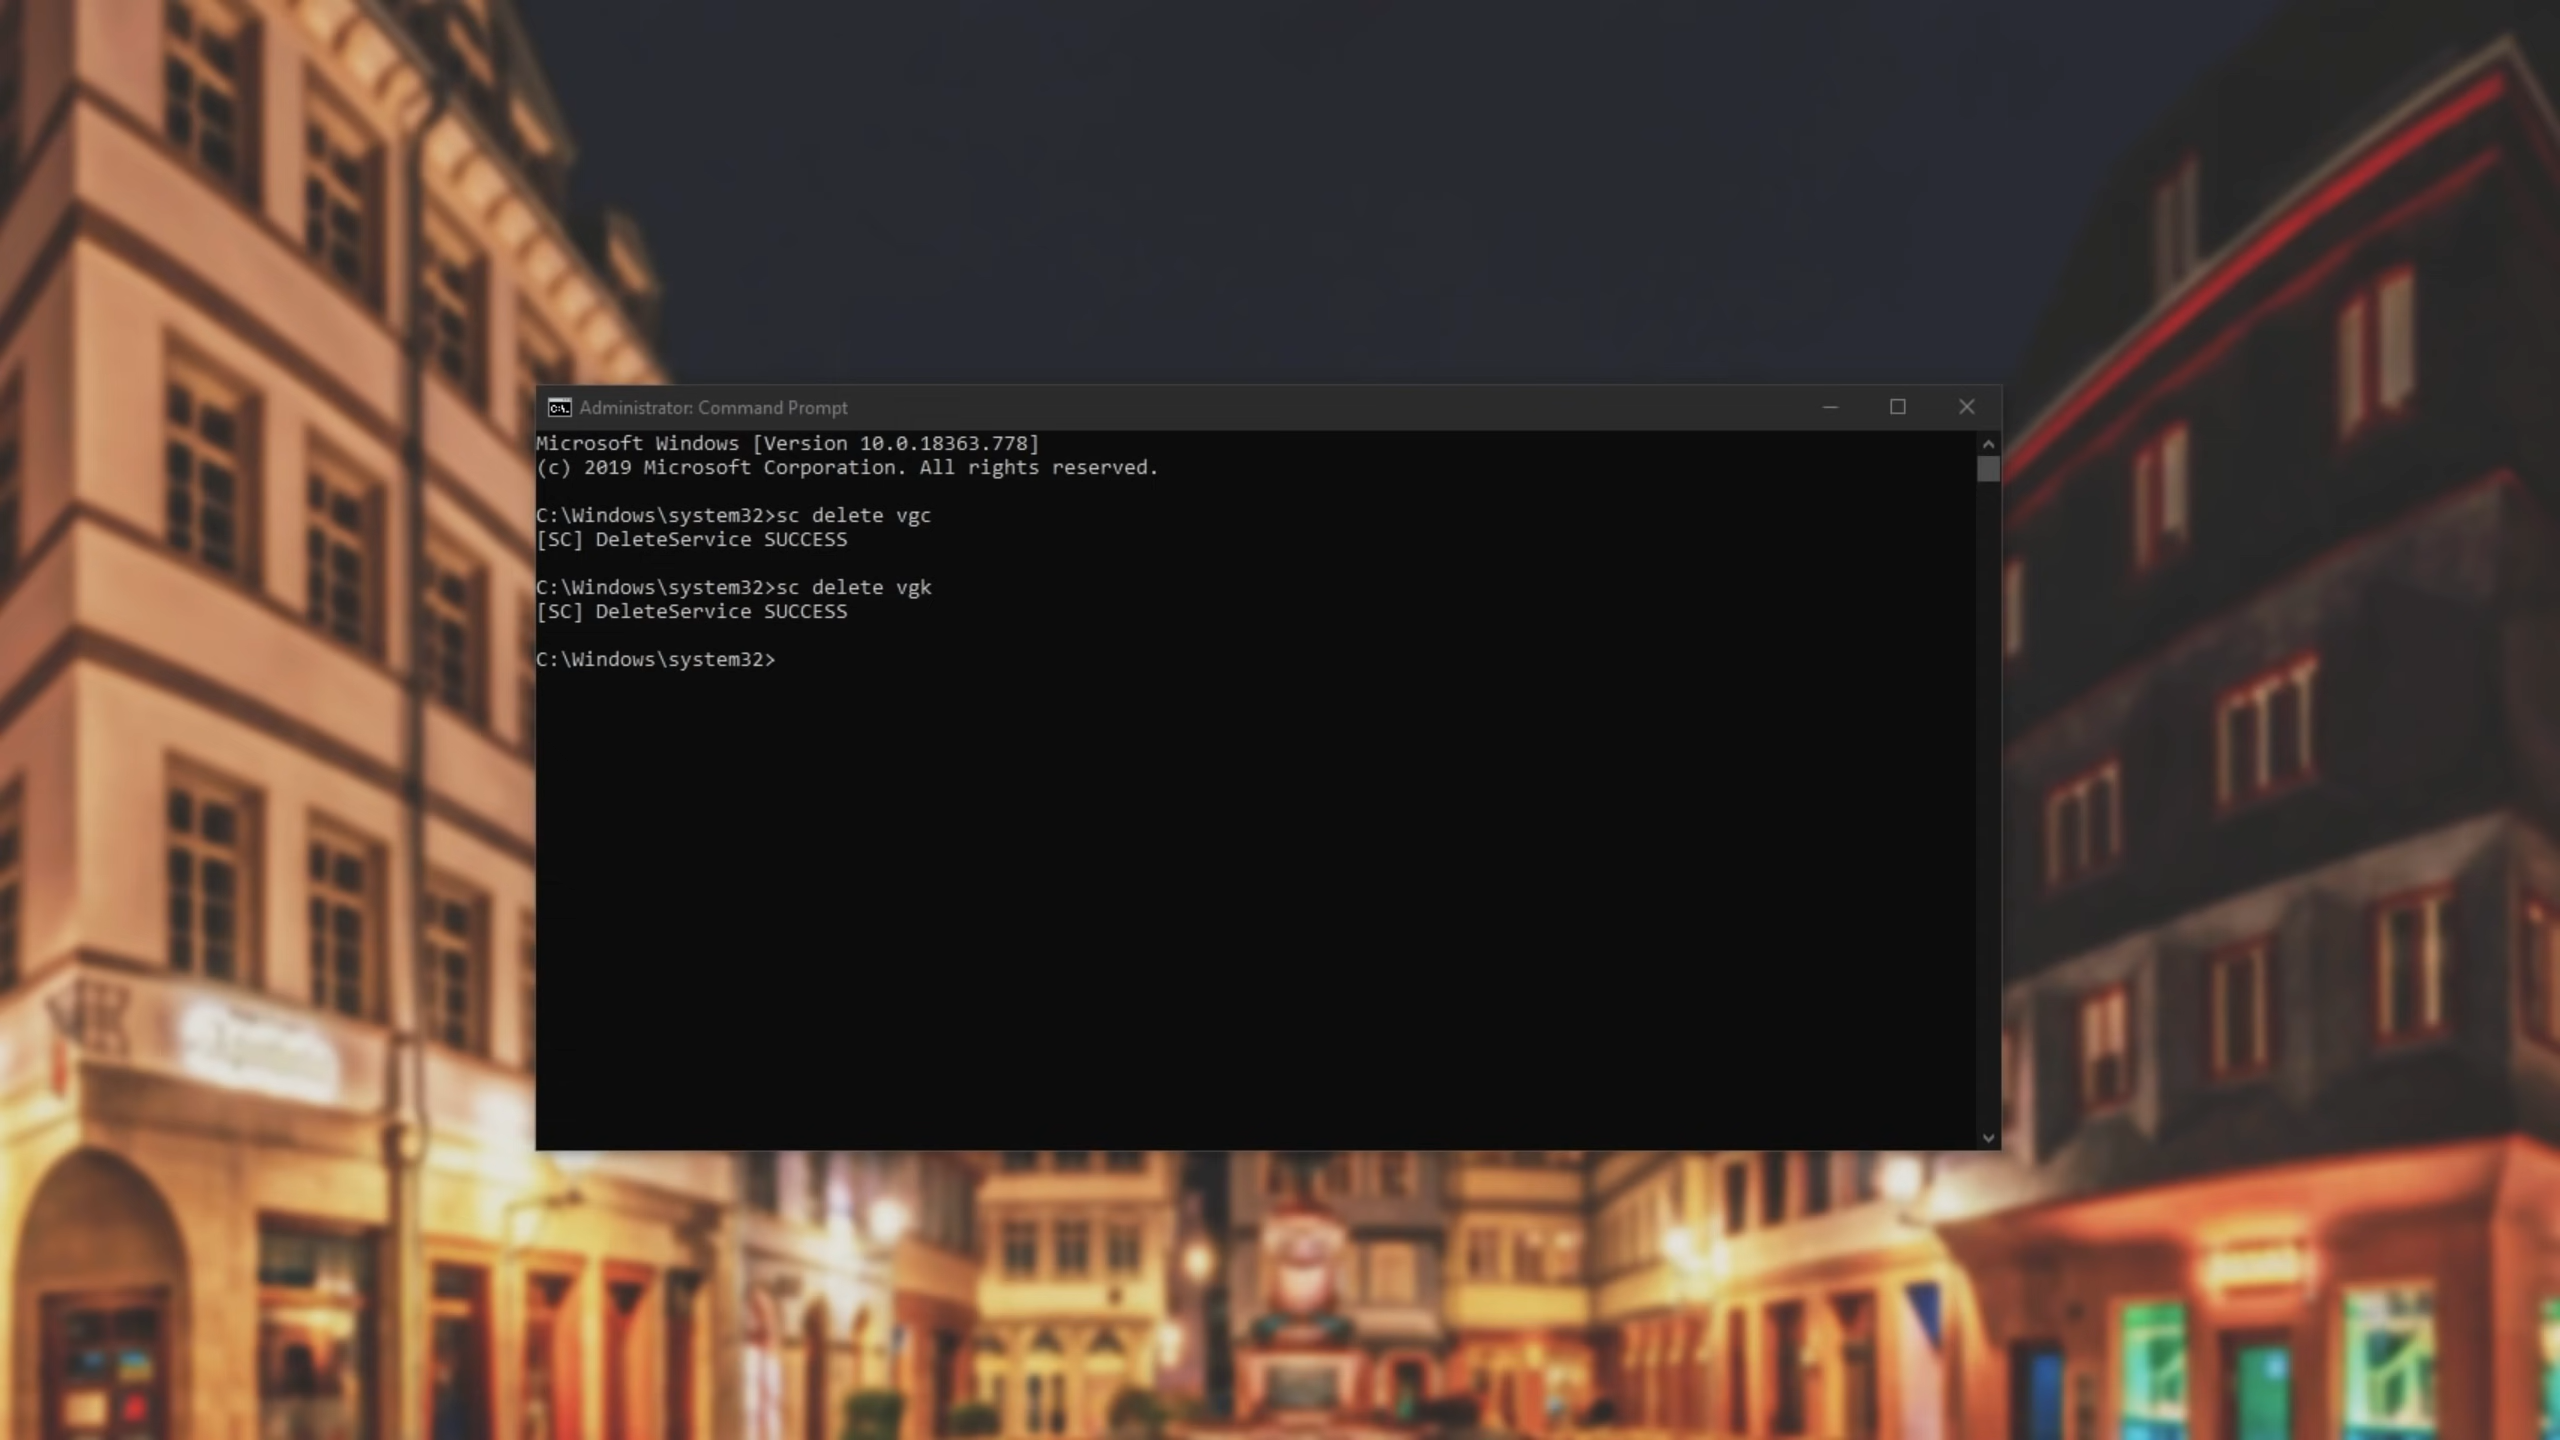 Administrator: Command Prompt
Microsoft Windows [Version 10.0.18363.778]
(c) 2019 Microsoft Corporation. All rights reserved.
C:\Windows\system32>sc delete vgc
[SC] DeleteService SUCCESS
C:\Windows\system32>sc delete vgk
[SC] DeleteService SUCCESS
C:\Windows\system32>